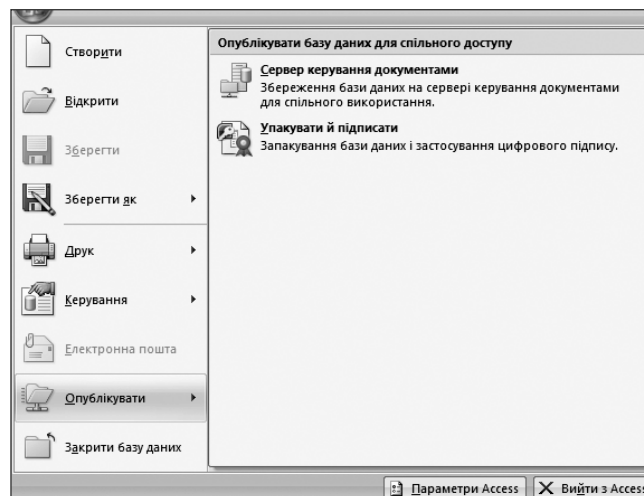 Створити
Відкрити
Зберегти
Зберегти як
Друк
Керування
Електронна пошта
Опублікувати
Закрити базу даних
Опублікувати базу даних для спільного доступу
Сервер керування документами
Збереження бази даних на сервері керування документами
для спільного використання.
Упакувати й підписати
Запакування бази даних і застосування цифрового підпису.
Параметри Access
Вийти з Access